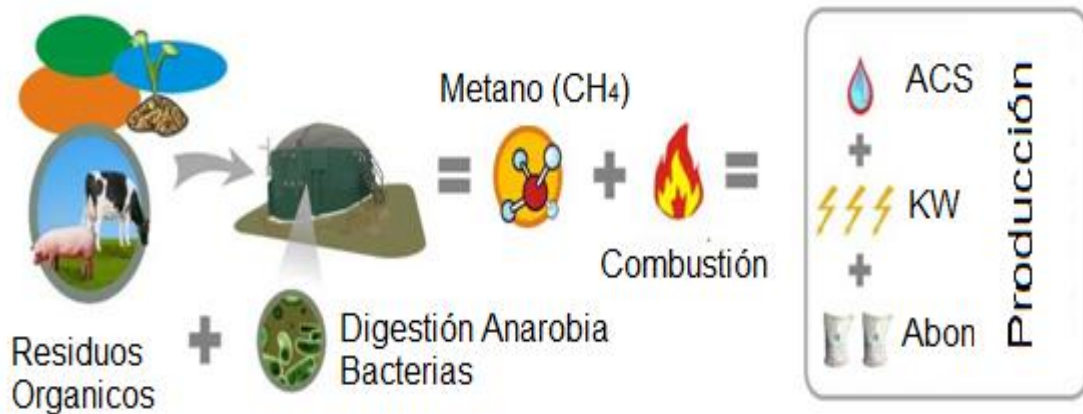 Residuos
Organicos
Digestión Anarobia
Bacterias
Metano (CH₄)
Combustión
ACS
KW
Abon
Producción